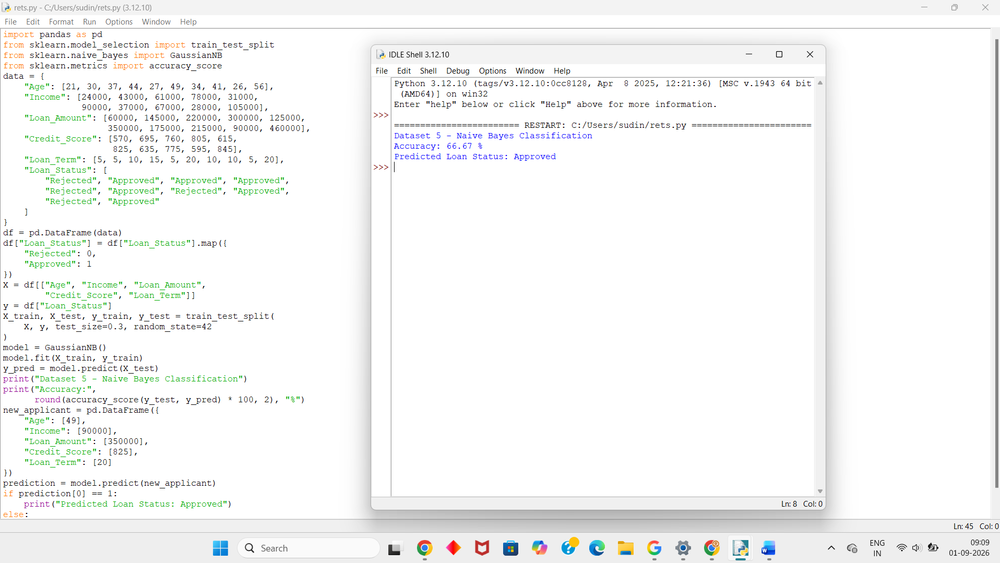 rets.py - C:/Users/sudin/rets.py (3.12.10)
File Edit Format Run Options Window Help
import pandas as pd
from sklearn.model_selection import train_test_split
from sklearn.naive_bayes import GaussianNB
from sklearn.metrics import accuracy_score
data = {
    "Age": [21, 30, 37, 44, 27, 49, 34, 41, 26, 56],
    "Income": [24000, 43000, 61000, 78000, 31000,
               90000, 37000, 67000, 28000, 105000],
    "Loan_Amount": [60000, 145000, 220000, 300000, 125000,
                    350000, 175000, 215000, 90000, 460000],
    "Credit_Score": [570, 695, 760, 805, 615,
                     825, 635, 775, 595, 845],
    "Loan_Term": [5, 5, 10, 15, 5, 20, 10, 10, 5, 20],
    "Loan_Status": [
        "Rejected", "Approved", "Approved", "Approved",
        "Rejected", "Approved", "Rejected", "Approved",
        "Rejected", "Approved"
    ]
}
df = pd.DataFrame(data)
df["Loan_Status"] = df["Loan_Status"].map({
    "Rejected": 0,
    "Approved": 1
})
X = df[["Age", "Income", "Loan_Amount",
        "Credit_Score", "Loan_Term"]]
y = df["Loan_Status"]
X_train, X_test, y_train, y_test = train_test_split(
    X, y, test_size=0.3, random_state=42
)
model = GaussianNB()
model.fit(X_train, y_train)
y_pred = model.predict(X_test)
print("Dataset 5 - Naive Bayes Classification")
print("Accuracy:",
      round(accuracy_score(y_test, y_pred) * 100, 2), "%")
new_applicant = pd.DataFrame({
    "Age": [49],
    "Income": [90000],
    "Loan_Amount": [350000],
    "Credit_Score": [825],
    "Loan_Term": [20]
})
prediction = model.predict(new_applicant)
if prediction[0] == 1:
    print("Predicted Loan Status: Approved")
else:
Ln: 45 Col: 0
IDLE Shell 3.12.10
File Edit Shell Debug Options Window Help
Python 3.12.10 (tags/v3.12.10:0cc8128, Apr  8 2025, 12:21:36) [MSC v.1943 64 bit
 (AMD64)] on win32
Enter "help" below or click "Help" above for more information.
>>>
======================== RESTART: C:/Users/sudin/rets.py =======================
Dataset 5 - Naive Bayes Classification
Accuracy: 66.67 %
Predicted Loan Status: Approved
>>>
Ln: 8 Col: 0
Search
ENG
IN
09:09
01-09-2026